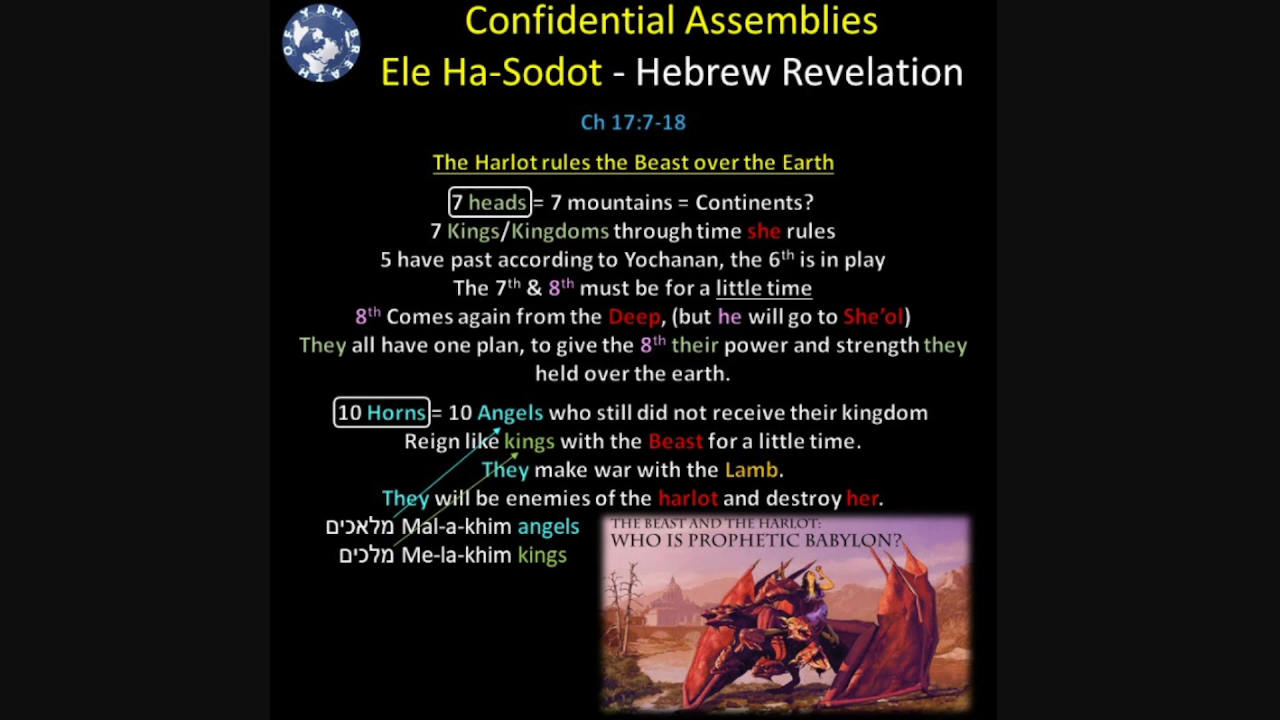 BREATH OF YAH
Confidential Assemblies
Ele Ha-Sodot - Hebrew Revelation
Ch 17:7-18
The Harlot rules the Beast over the Earth
7 heads = 7 mountains = Continents?
7 Kings/Kingdoms through time she rules
5 have past according to Yochanan, the 6th is in play
The 7th & 8th must be for a little time
8th Comes again from the Deep, (but he will go to She’ol)
They all have one plan, to give the 8th their power and strength they
held over the earth.
10 Horns = 10 Angels who still did not receive their kingdom
Reign like kings with the Beast for a little time.
They make war with the Lamb.
They will be enemies of the harlot and destroy her.
מלאכים Mal-a-khim angels
מלכים Me-la-khim kings
THE BEAST AND THE HARLOT:
WHO IS PROPHETIC BABYLON?